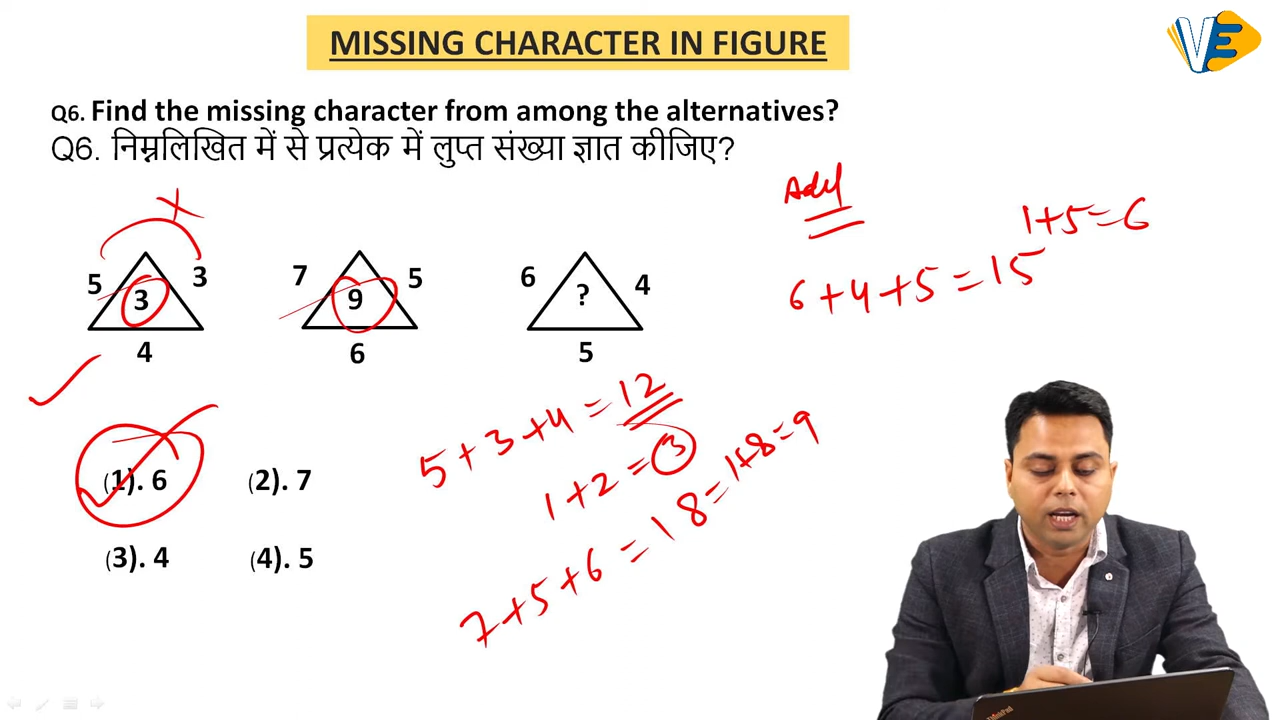 MISSING CHARACTER IN FIGURE
VE
Q6. Find the missing character from among the alternatives?
Q6. निम्नलिखित में से प्रत्येक में लुप्त संख्या ज्ञात कीजिए?
Add
1+5=6
6+4+5=15
5 3 3
4
7 9 5
6
6 ? 4
5
5+3+4=12
1+2=3
7+5+6=18=1+8=9
(1). 6 (2). 7
(3). 4 (4). 5
ThinkPad